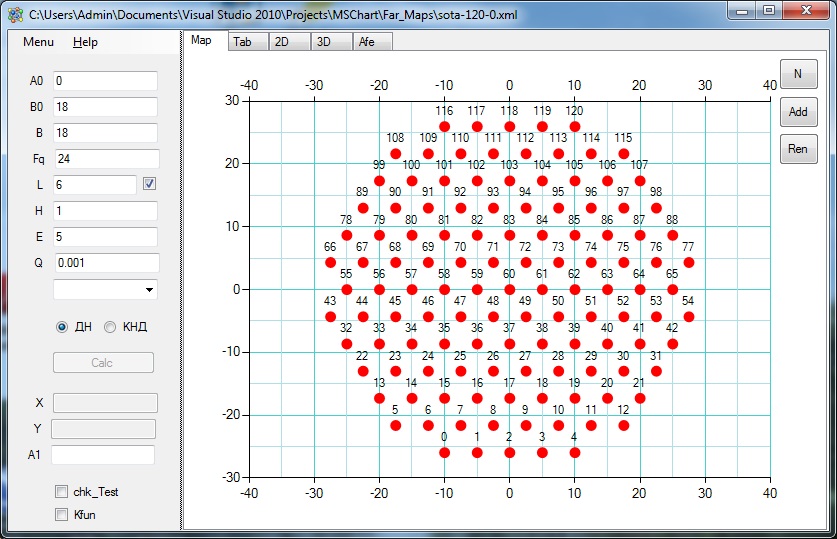 C:\Users\Admin\Documents\Visual Studio 2010\Projects\MSChart\Far_Maps\sota-120-0.xml
Menu Help
Map Tab 2D 3D Afe
A0 0
B0 18
B 18
Fq 24
L 6
H 1
E 5
Q 0.001
ДН КНД
Calc
X
Y
A1
chk_Test
Kfun
N
Add
Ren
-40 -30 -20 -10 0 10 20 30 40
30
116 117 118 119 120
108 109 110 111 112 113 114 115
20
99 100 101 102 103 104 105 106 107
89 90 91 92 93 94 95 96 97 98
10
78 79 80 81 82 83 84 85 86 87 88
66 67 68 69 70 71 72 73 74 75 76 77
0
55 56 57 58 59 60 61 62 63 64 65
43 44 45 46 47 48 49 50 51 52 53 54
-10
32 33 34 35 36 37 38 39 40 41 42
22 23 24 25 26 27 28 29 30 31
13 14 15 16 17 18 19 20 21
-20
5 6 7 8 9 10 11 12
0 1 2 3 4
-30
-40 -30 -20 -10 0 10 20 30 40